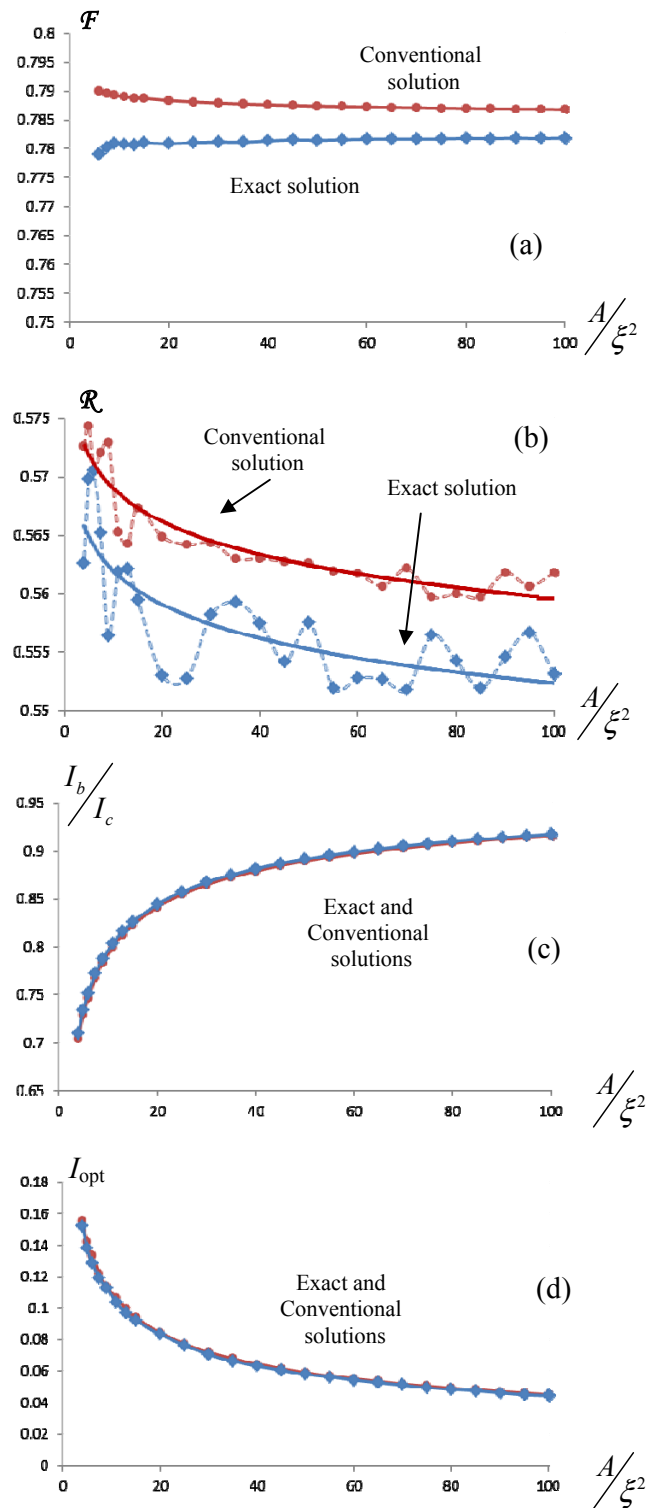 ℱ
0.8
0.795
0.79
0.785
0.78
0.775
0.77
0.765
0.76
0.755
0.75
Conventional
solution
Exact solution
(a)
0 20 40 60 80 100
A/ξ²
ℛ
0.575
0.57
0.565
0.56
0.555
0.55
Conventional
solution
Exact solution
(b)
0 20 40 60 80 100
A/ξ²
I_b/I_c
0.95
0.9
0.85
0.8
0.75
0.7
0.65
Exact and
Conventional
solutions
(c)
0 20 40 60 80 100
A/ξ²
I_opt
0.18
0.16
0.14
0.12
0.1
0.08
0.06
0.04
0.02
0
Exact and
Conventional
solutions
(d)
0 20 40 60 80 100
A/ξ²